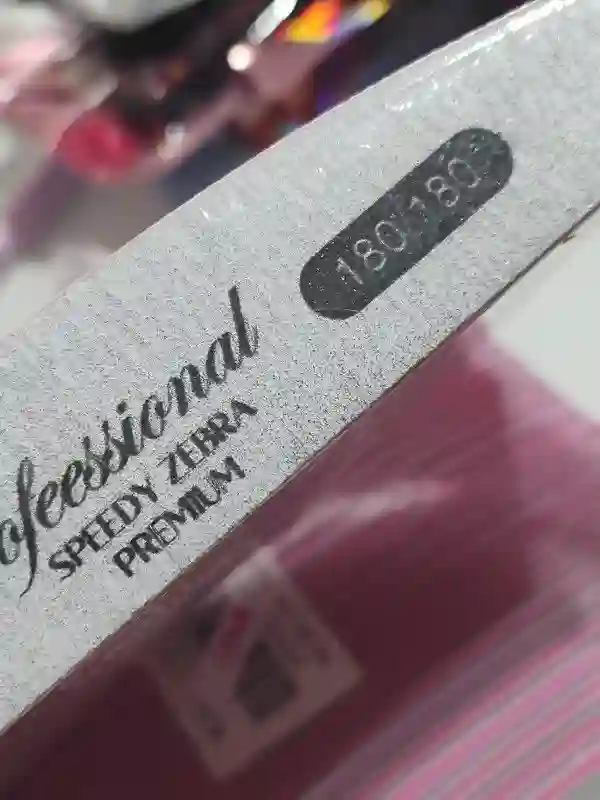 180/180
ofeessional
SPEEDY ZEBRA
PREMIUM